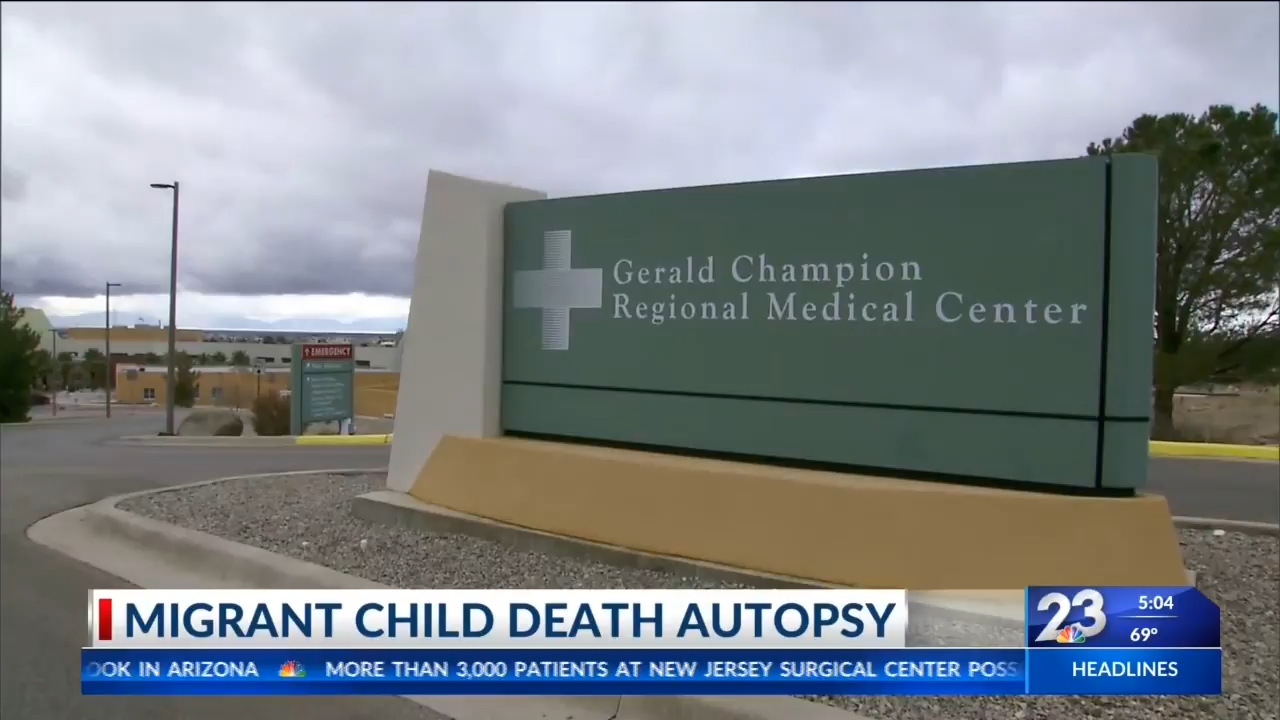 Gerald Champion
Regional Medical Center
EMERGENCY
MIGRANT CHILD DEATH AUTOPSY
23
5:04
69°
OOK IN ARIZONA MORE THAN 3,000 PATIENTS AT NEW JERSEY SURGICAL CENTER POSS
HEADLINES